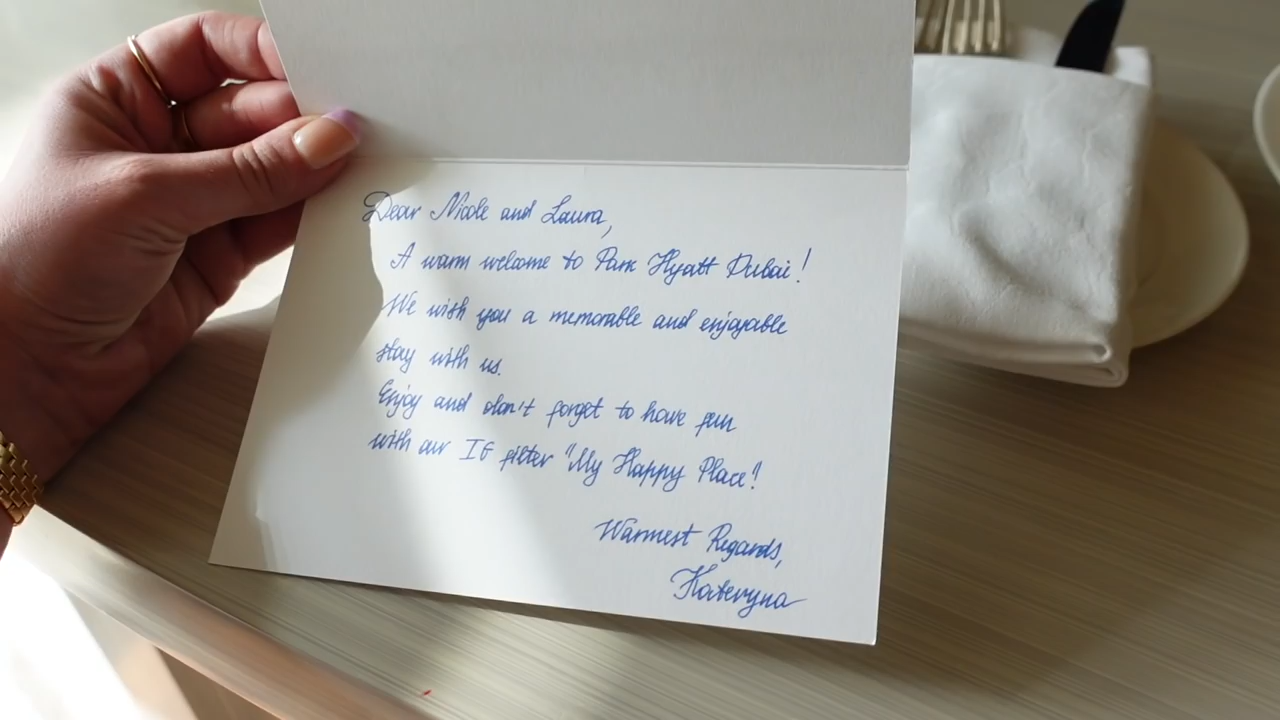 Dear Nicole and Laura,
A warm welcome to Park Hyatt Dubai!
We wish you a memorable and enjoyable
stay with us.
Enjoy and don't forget to have fun
with our IG filter "My Happy Place"!
Warmest Regards,
Kateryna